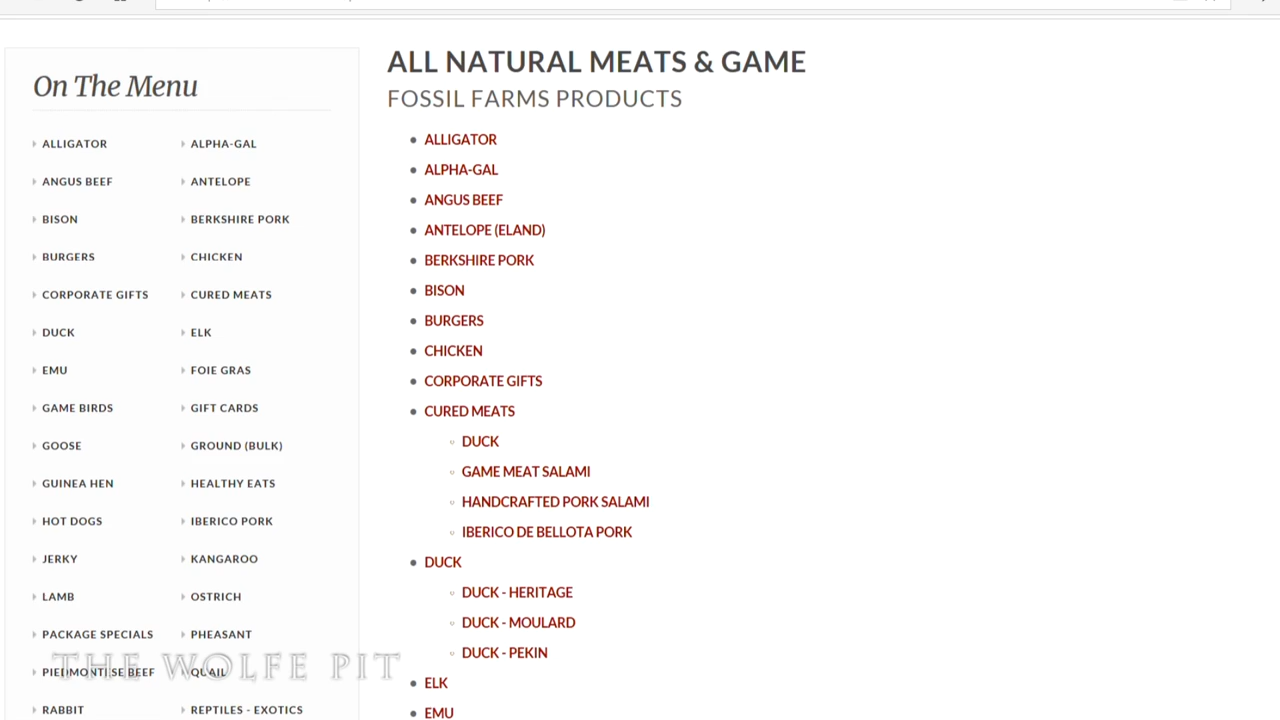 On The Menu
ALLIGATOR
ALPHA-GAL
ANGUS BEEF
ANTELOPE
BISON
BERKSHIRE PORK
BURGERS
CHICKEN
CORPORATE GIFTS
CURED MEATS
DUCK
ELK
EMU
FOIE GRAS
GAME BIRDS
GIFT CARDS
GOOSE
GROUND (BULK)
GUINEA HEN
HEALTHY EATS
HOT DOGS
IBERICO PORK
JERKY
KANGAROO
LAMB
OSTRICH
PACKAGE SPECIALS
PHEASANT
PIEDMONTESE BEEF
QUAIL
RABBIT
REPTILES - EXOTICS
THE WOLFE PIT
ALL NATURAL MEATS & GAME
FOSSIL FARMS PRODUCTS
ALLIGATOR
ALPHA-GAL
ANGUS BEEF
ANTELOPE (ELAND)
BERKSHIRE PORK
BISON
BURGERS
CHICKEN
CORPORATE GIFTS
CURED MEATS
DUCK
GAME MEAT SALAMI
HANDCRAFTED PORK SALAMI
IBERICO DE BELLOTA PORK
DUCK
DUCK - HERITAGE
DUCK - MOULARD
DUCK - PEKIN
ELK
EMU